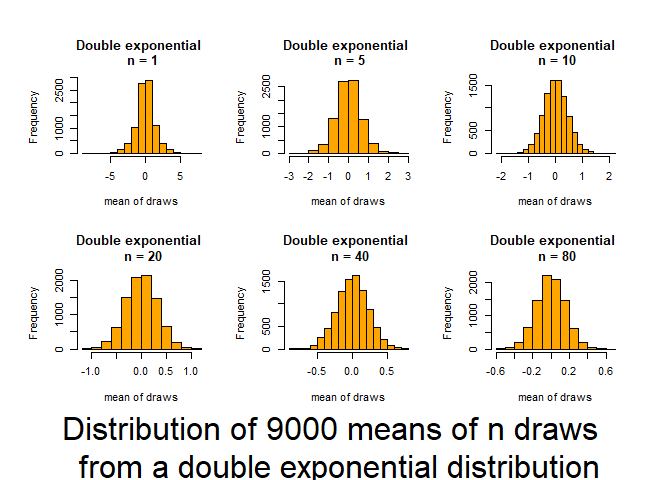 Double exponential
n = 1
Frequency
2500
1000
0
-5 0 5
mean of draws
Double exponential
n = 5
Frequency
2500
1000
0
-3 -2 -1 0 1 2 3
mean of draws
Double exponential
n = 10
Frequency
1500
500
0
-2 -1 0 1 2
mean of draws
Double exponential
n = 20
Frequency
2000
1000
0
-1.0 0.0 1.0
mean of draws
Double exponential
n = 40
Frequency
1500
500
0
-0.5 0.0 0.5
mean of draws
Double exponential
n = 80
Frequency
2000
1000
0
-0.6 -0.2 0.2 0.6
mean of draws
Distribution of 9000 means of n draws
from a double exponential distribution